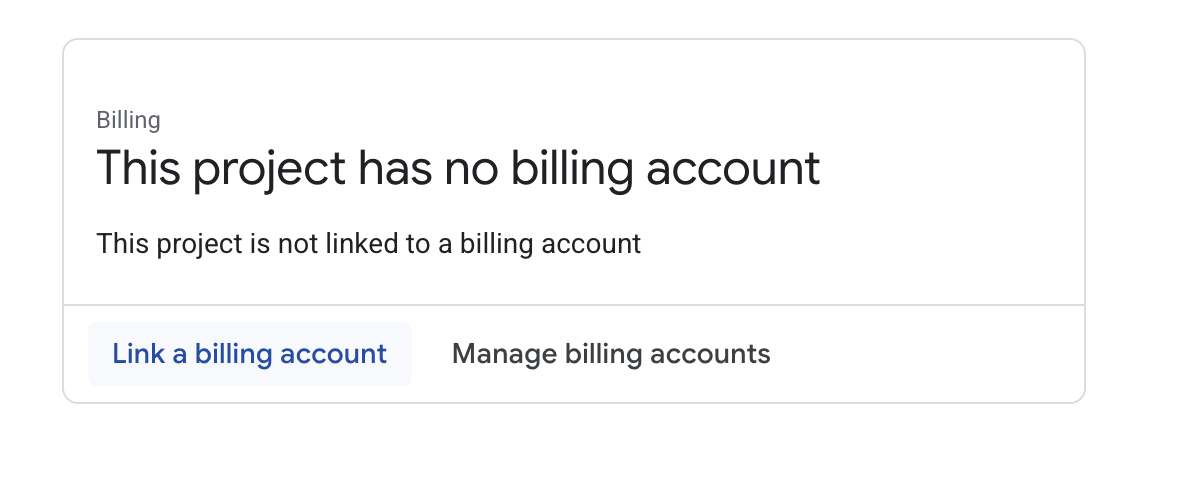 Billing
This project has no billing account
This project is not linked to a billing account
Link a billing account
Manage billing accounts